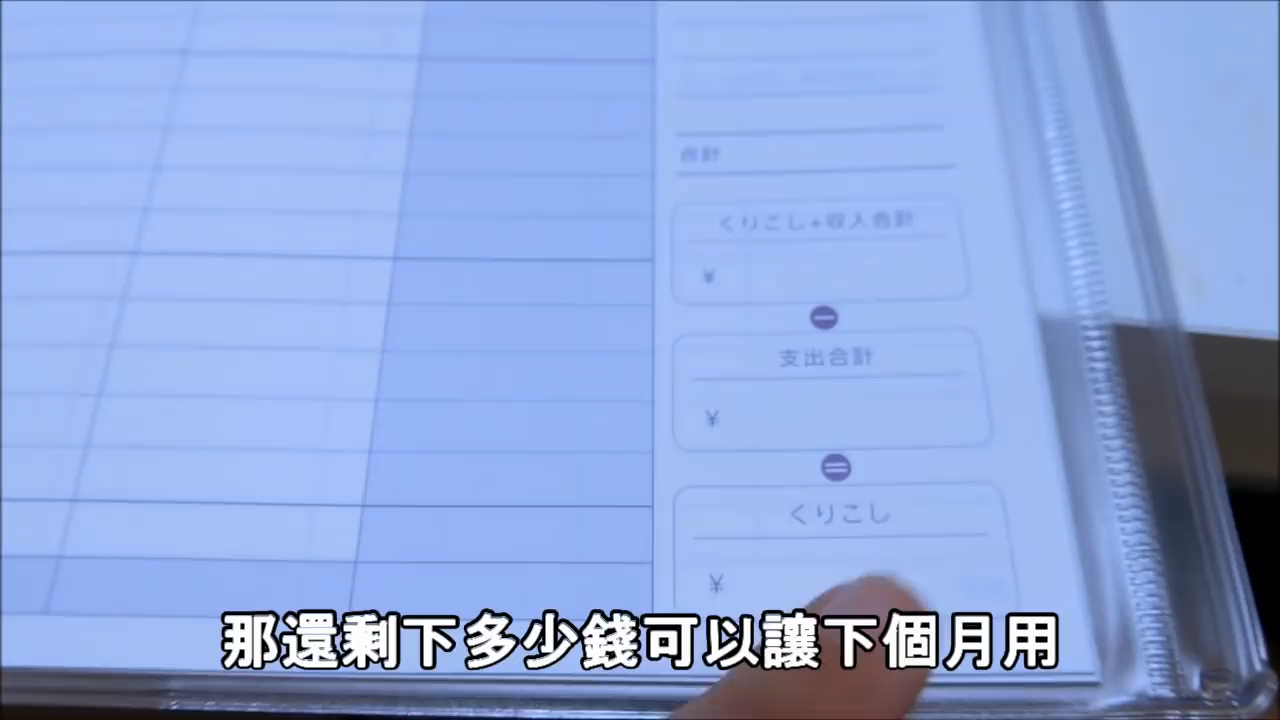 合計
くりこし+収入合計
¥
支出合計
¥
くりこし
¥
那還剩下多少錢可以讓下個月用